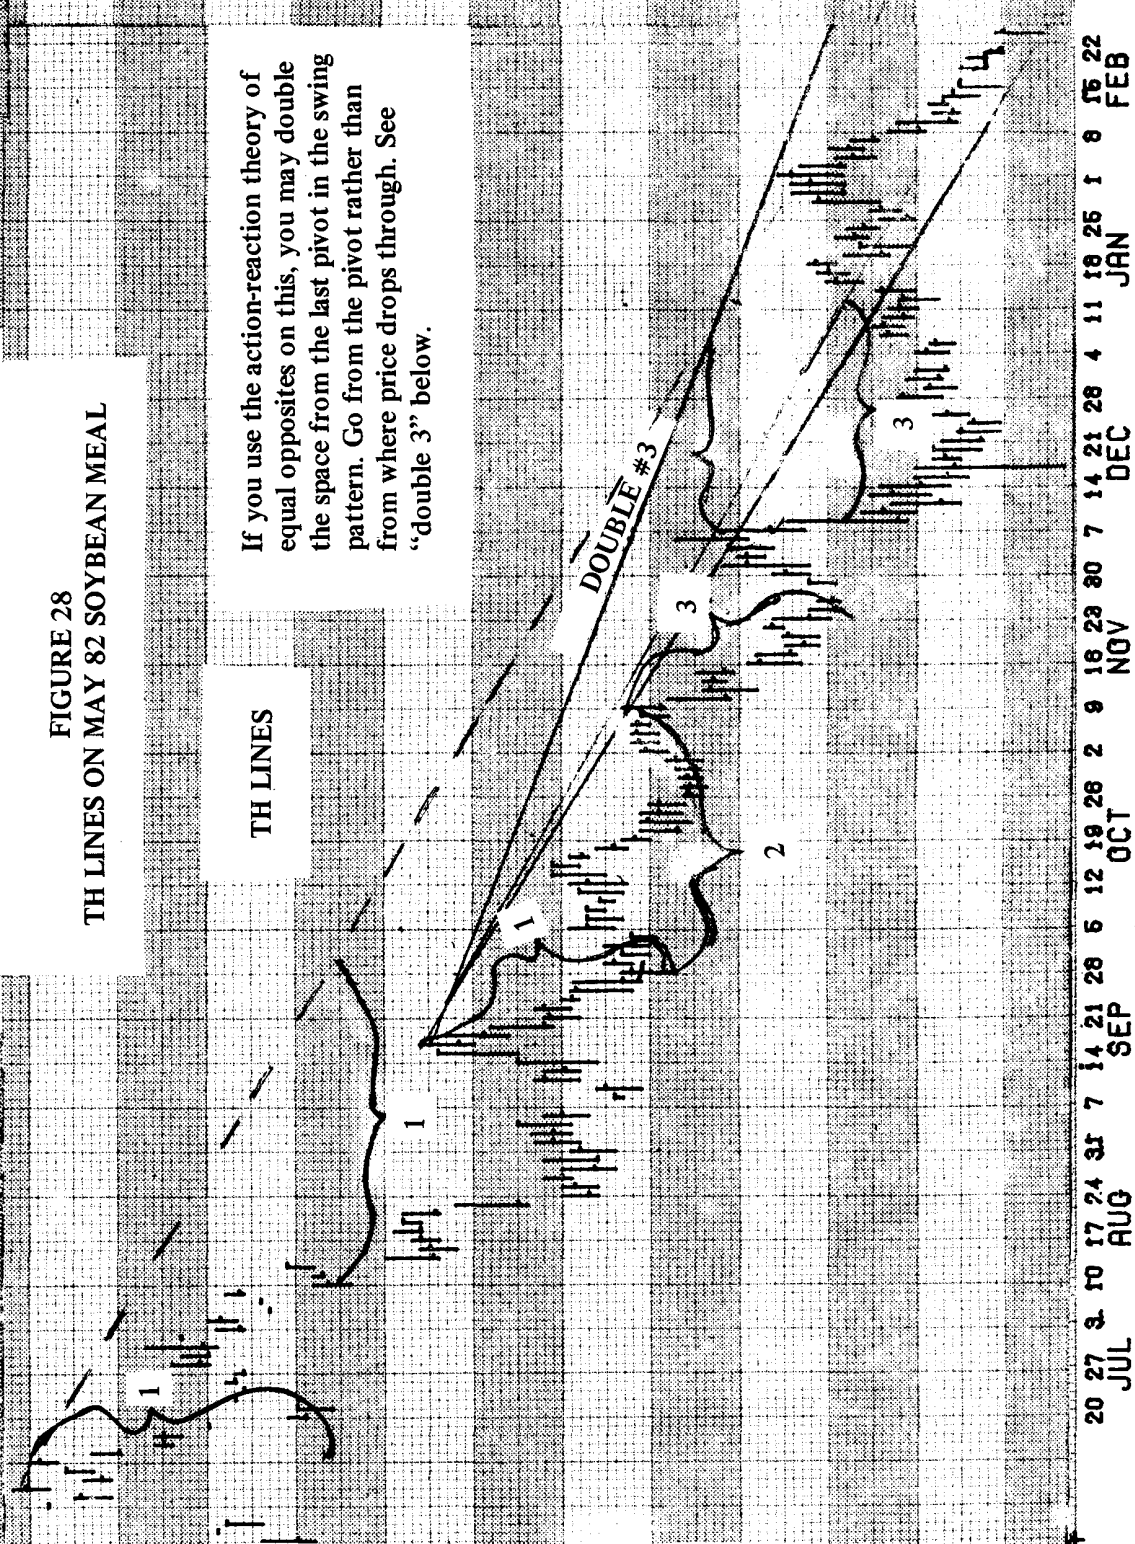 FIGURE 28
TH LINES ON MAY 82 SOYBEAN MEAL
TH LINES
If you use the action-reaction theory of
equal opposites on this, you may double
the space from the last pivot in the swing
pattern. Go from the pivot rather than
from where price drops through. See
“double 3” below.
1
1
1
2
3
3
DOUBLE #3
20 27 3 10 17 24 31 7 14 21 28 5 12 19 26 2 9 16 23 30 7 14 21 28 4 11 18 25 1 8 15 22
JUL AUG SEP OCT NOV DEC JAN FEB